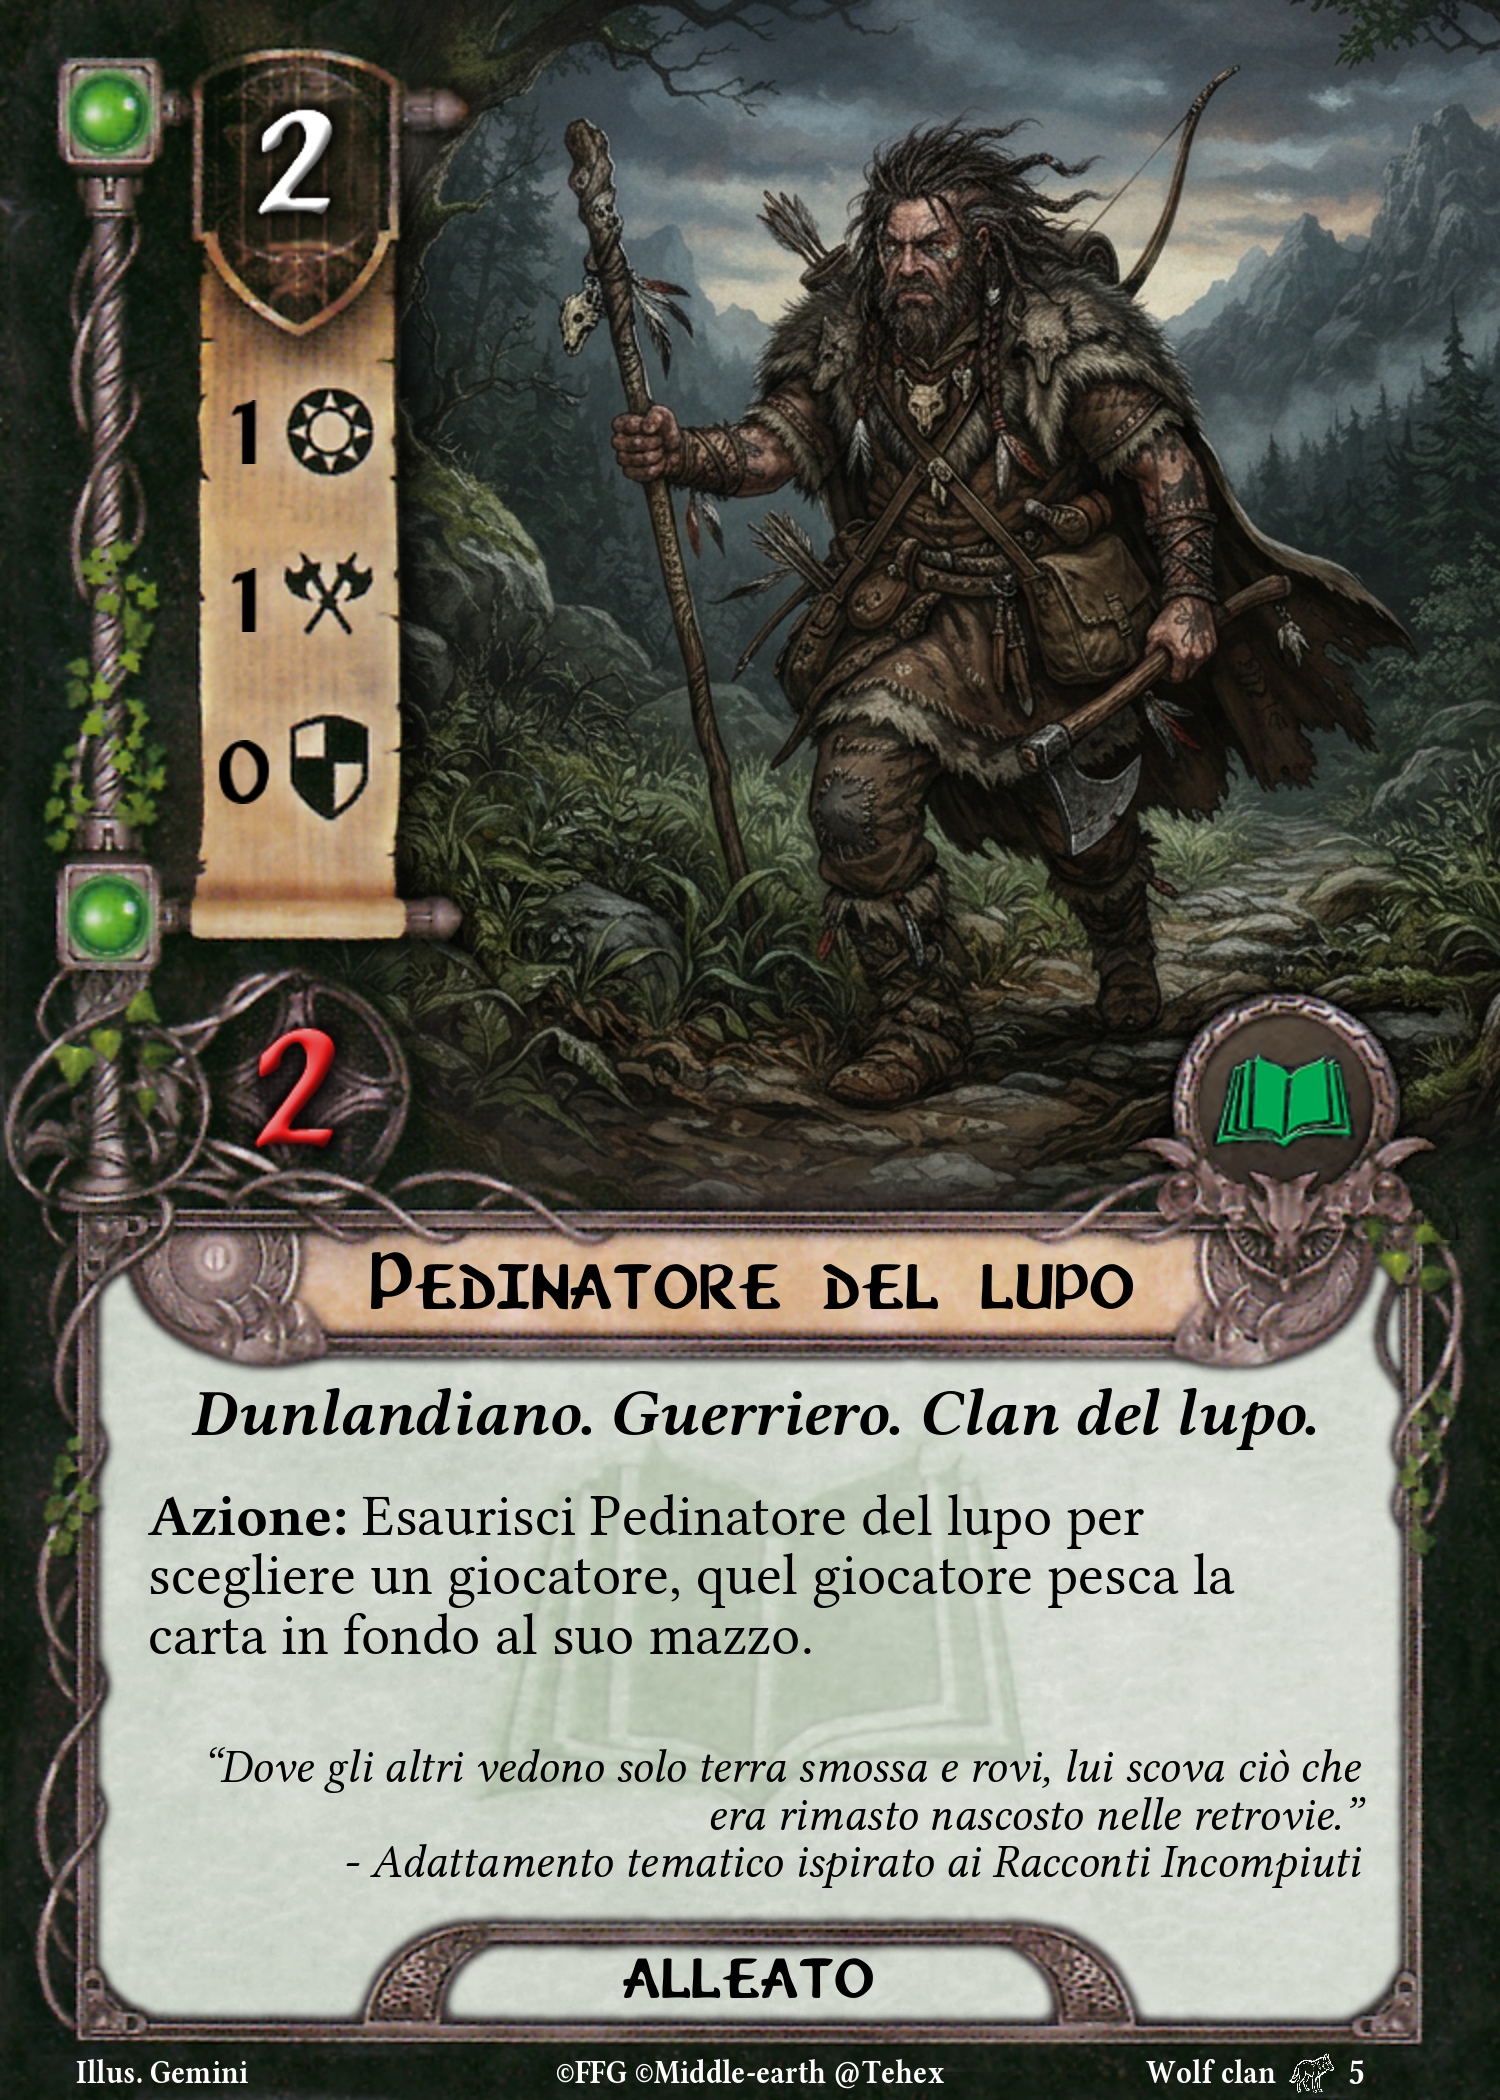 2
1
1
0
2
Pedinatore del lupo
Dunlandiano. Guerriero. Clan del lupo.
Azione: Esaurisci Pedinatore del lupo per
scegliere un giocatore, quel giocatore pesca la
carta in fondo al suo mazzo.
“Dove gli altri vedono solo terra smossa e rovi, lui scova ciò che
era rimasto nascosto nelle retrovie.”
- Adattamento tematico ispirato ai Racconti Incompiuti
ALLEATO
Illus. Gemini ©FFG ©Middle-earth @Tehex Wolf clan 5